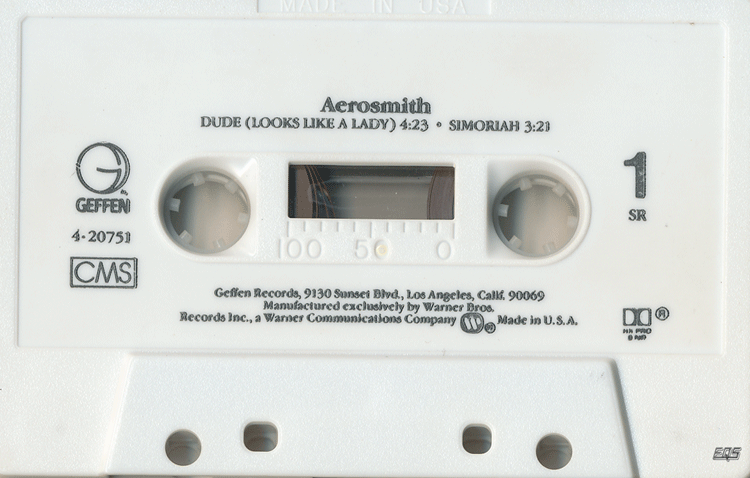 MADE IN USA
Aerosmith
DUDE (LOOKS LIKE A LADY) 4:23 • SIMORIAH 3:21
GEFFEN
4-20751
CMS
1
SR
100 50 0
Geffen Records, 9130 Sunset Blvd., Los Angeles, Calif. 90069
Manufactured exclusively by Warner Bros.
Records Inc., a Warner Communications Company W® Made in U.S.A.
®
HX PRO
B NR
EQS